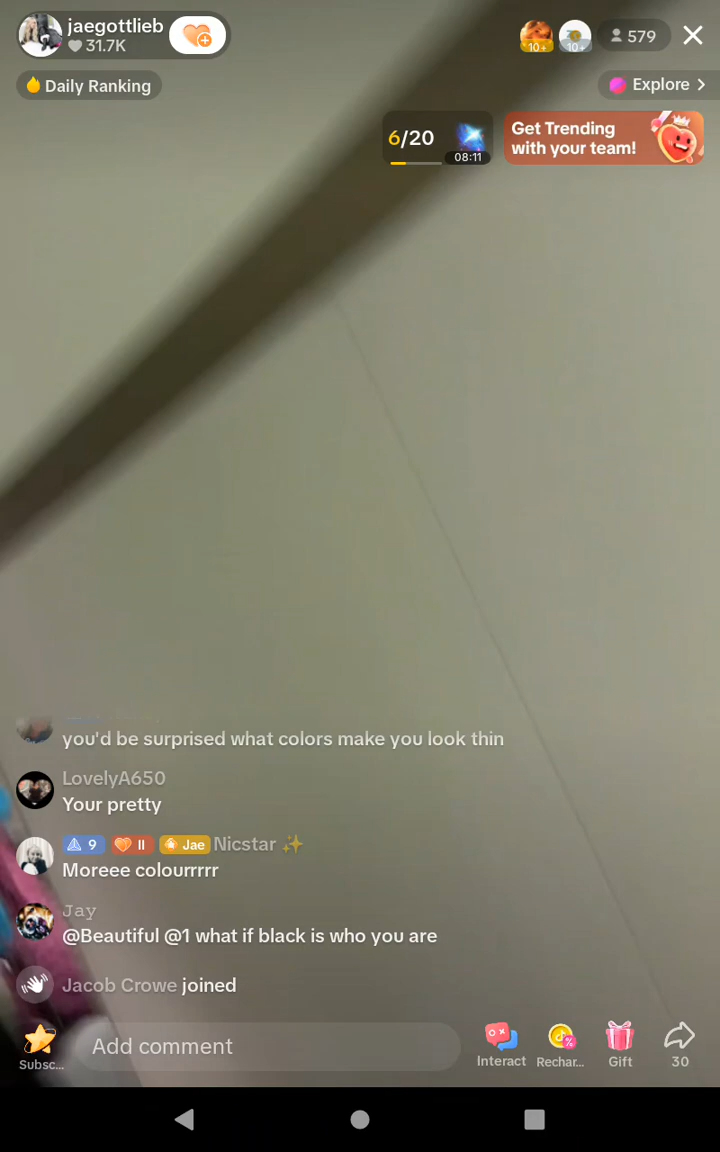 jaegottlieb
31.7K
10+
10+
579
Daily Ranking
Explore >
6/20
08:11
Get Trending
with your team!
you'd be surprised what colors make you look thin
LovelyA650
Your pretty
9 II Jae Nicstar ✨
Moreee colourrrrr
Jay
@Beautiful @1 what if black is who you are
Jacob Crowe joined
Subsc...
Add comment
Interact
Rechar...
Gift
30